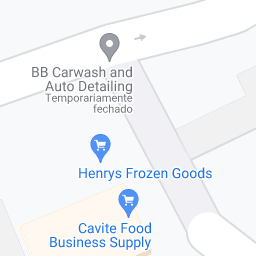 BB Carwash and
Auto Detailing
Temporariamente
fechado
Henrys Frozen Goods
Cavite Food
Business Supply